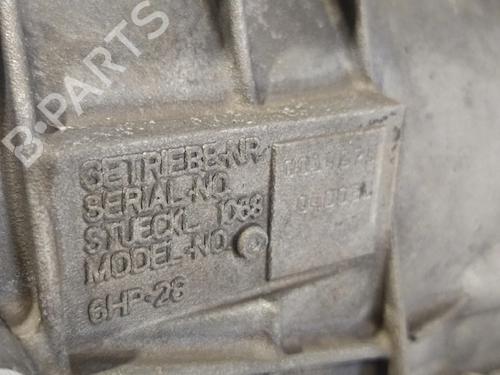 B-PARTS
GETRIEBE-NR
SERIAL-NO.
STUECKL 1068
MODEL-NO.
6HP-28